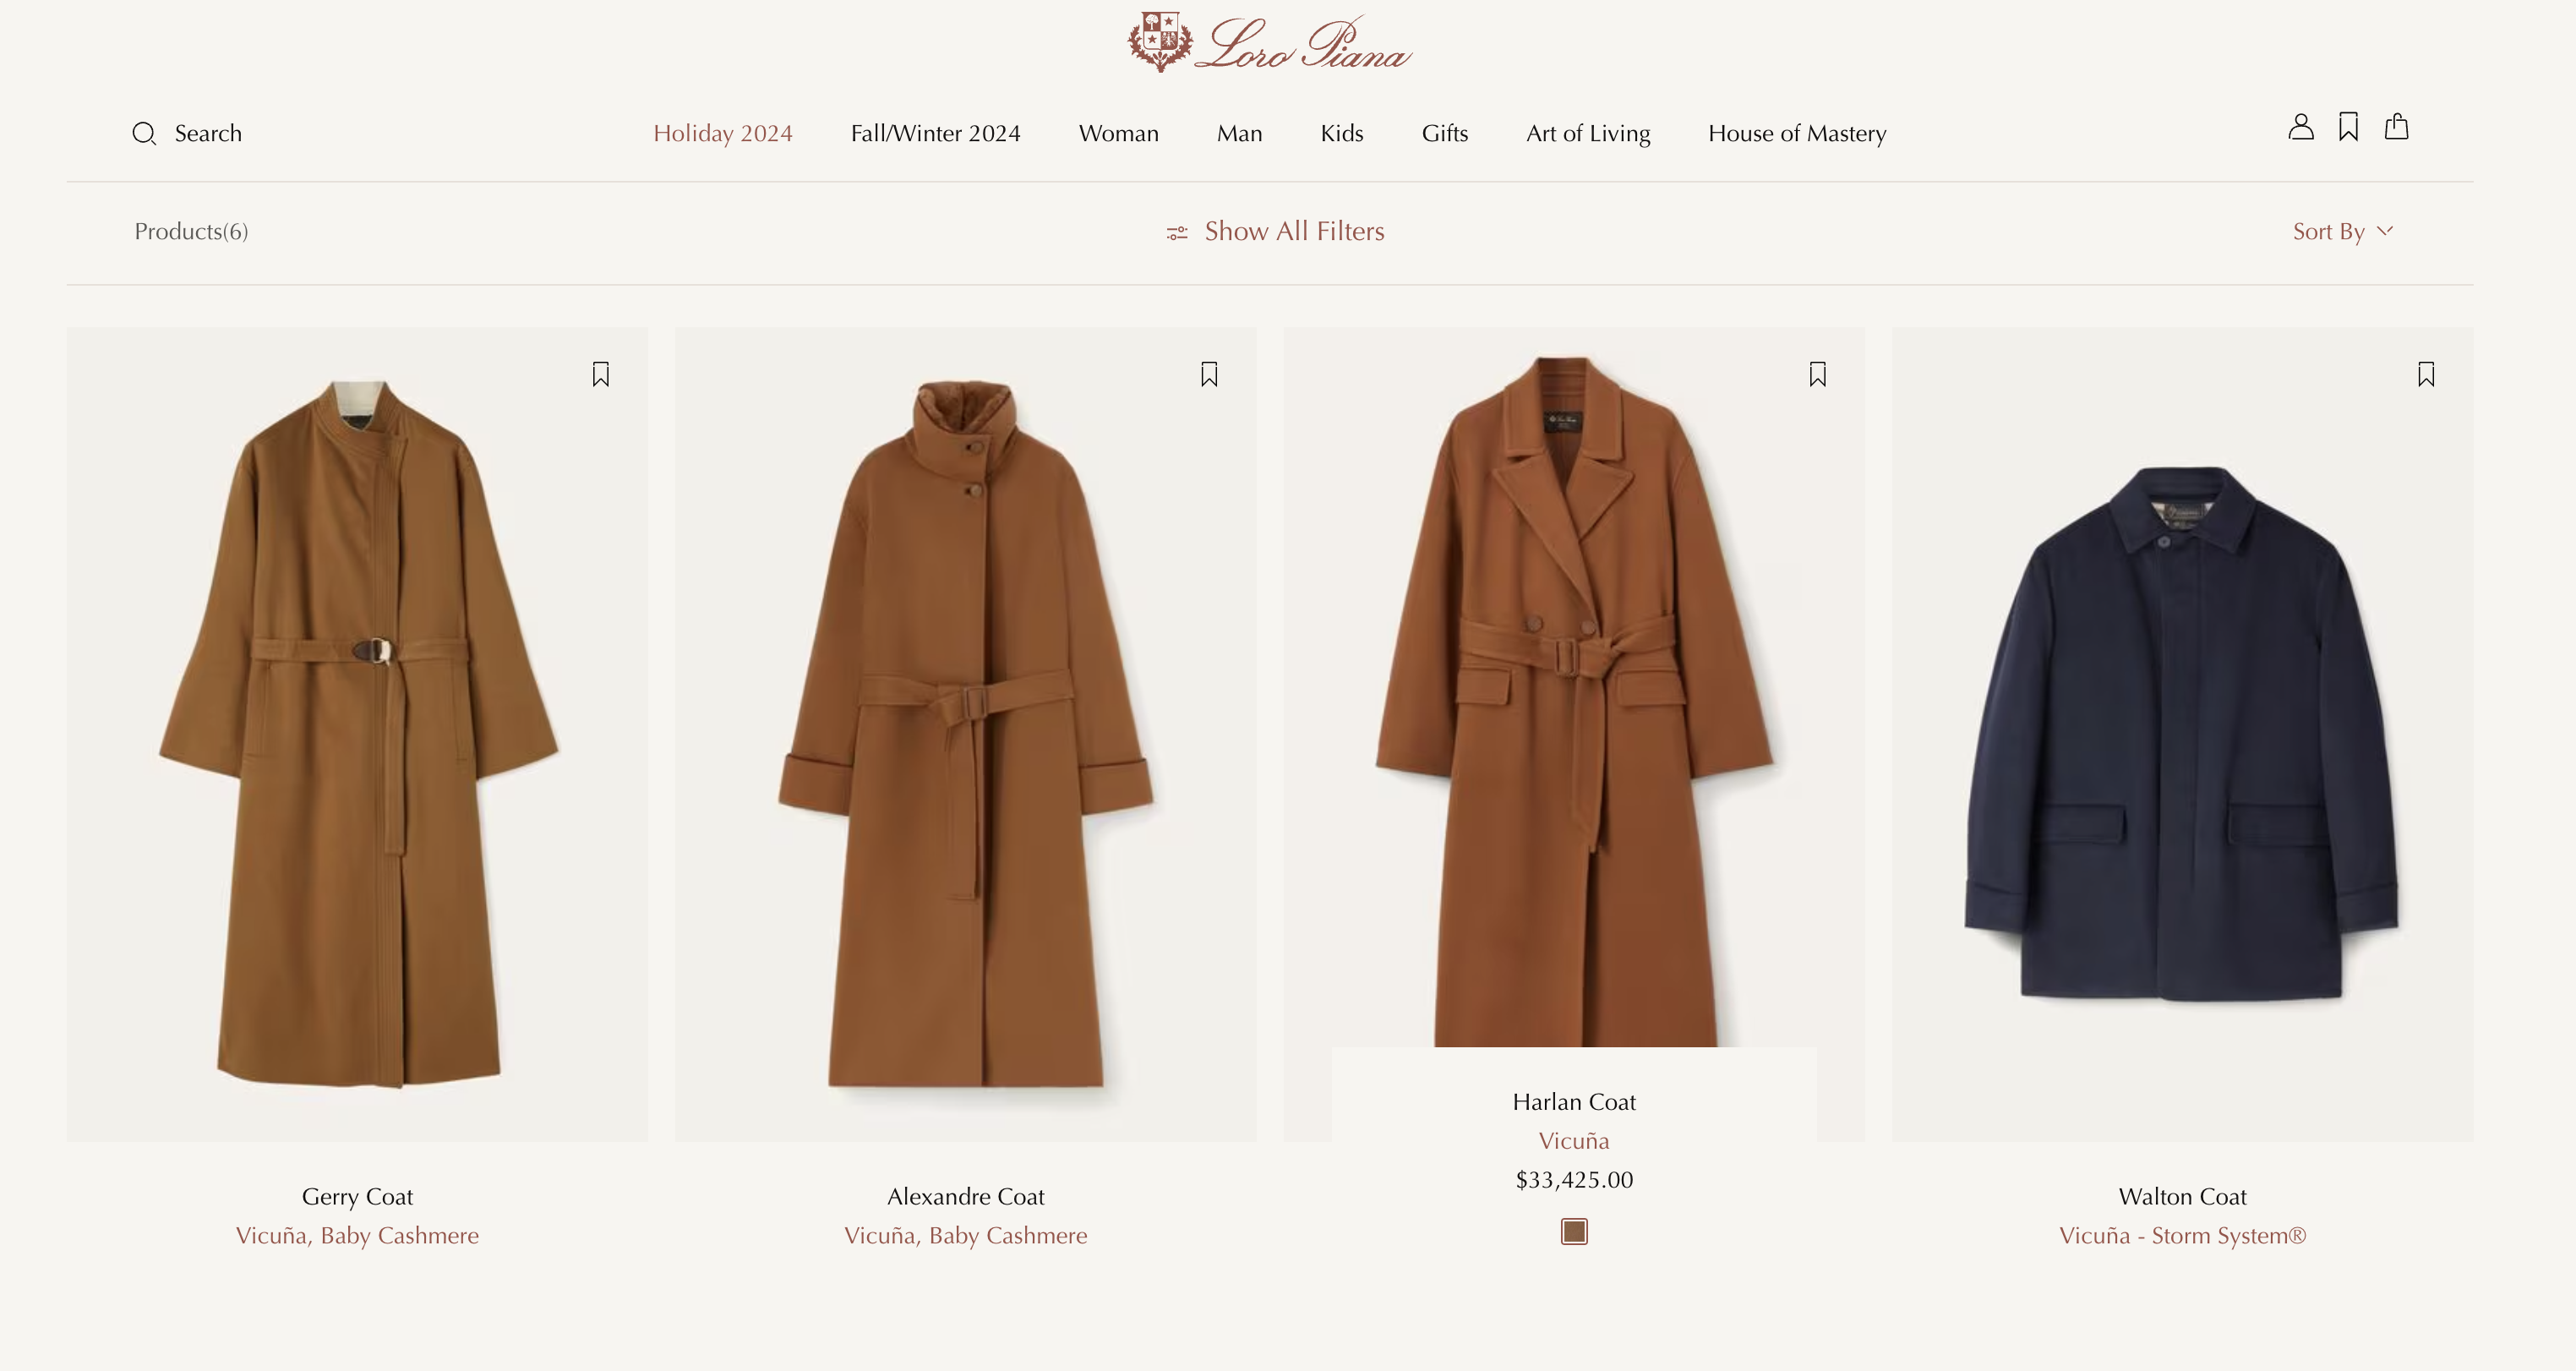 Loro Piana
Search
Holiday 2024
Fall/Winter 2024
Woman
Man
Kids
Gifts
Art of Living
House of Mastery
Products(6)
Show All Filters
Sort By
Gerry Coat
Vicuña, Baby Cashmere
Alexandre Coat
Vicuña, Baby Cashmere
Harlan Coat
Vicuña
$33,425.00
Walton Coat
Vicuña - Storm System®